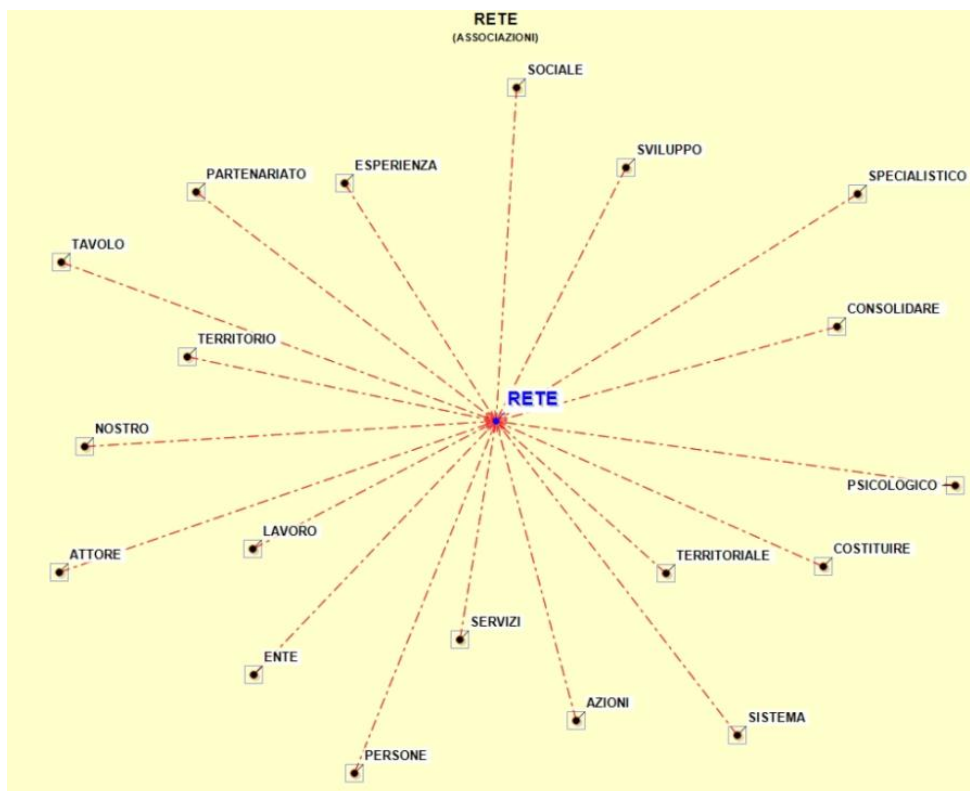 RETE
(ASSOCIAZIONI)
SOCIALE
SVILUPPO
ESPERIENZA
PARTENARIATO
SPECIALISTICO
TAVOLO
CONSOLIDARE
TERRITORIO
RETE
NOSTRO
PSICOLOGICO
LAVORO
ATTORE
TERRITORIALE
COSTITUIRE
SERVIZI
ENTE
AZIONI
SISTEMA
PERSONE